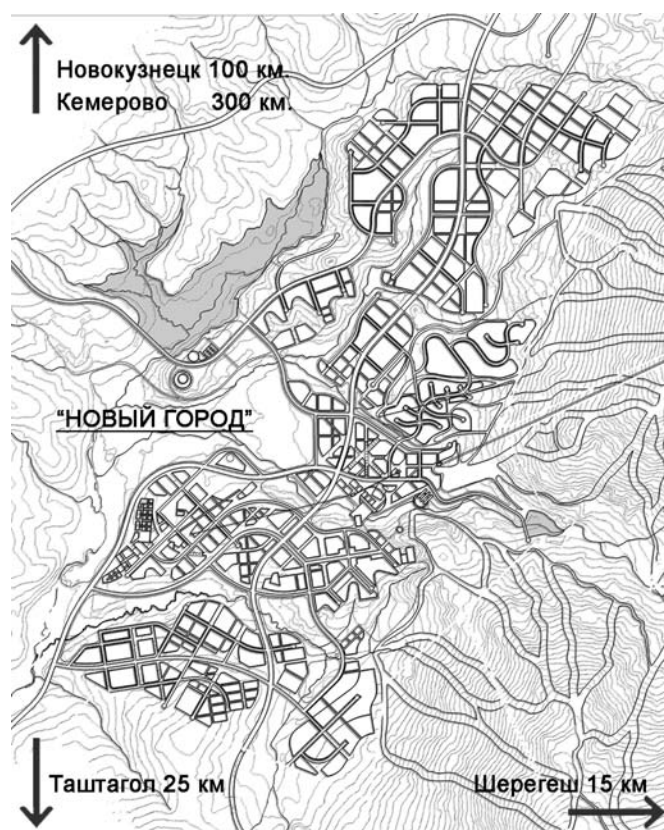 Новокузнецк 100 км.
Кемерово 300 км.
“НОВЫЙ ГОРОД”
Таштагол 25 км
Шерегеш 15 км